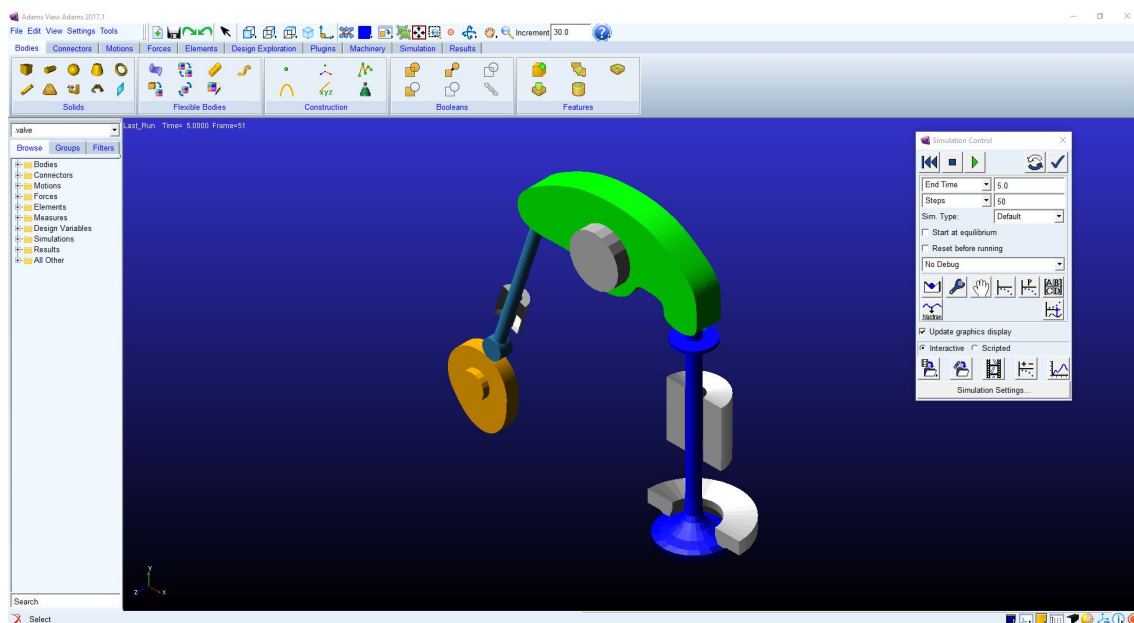 Adams View Adams 2017.1
File Edit View Settings Tools
Increment 30.0
Bodies Connectors Motions Forces Elements Design Exploration Plugins Machinery Simulation Results
xyz
Solids Flexible Bodies Construction Booleans Features
.valve
Last_Run Time= 5.0000 Frame=51
Browse Groups Filters
Bodies
Connectors
Motions
Forces
Elements
Measures
Design Variables
Simulations
Results
All Other
Simulation Control
End Time 5.0
Steps 50
Sim. Type: Default
Start at equilibrium
Reset before running
No Debug
P A B C D
Nastran
Update graphics display
Interactive Scripted
Simulation Settings...
Y
Z X
Search
Select